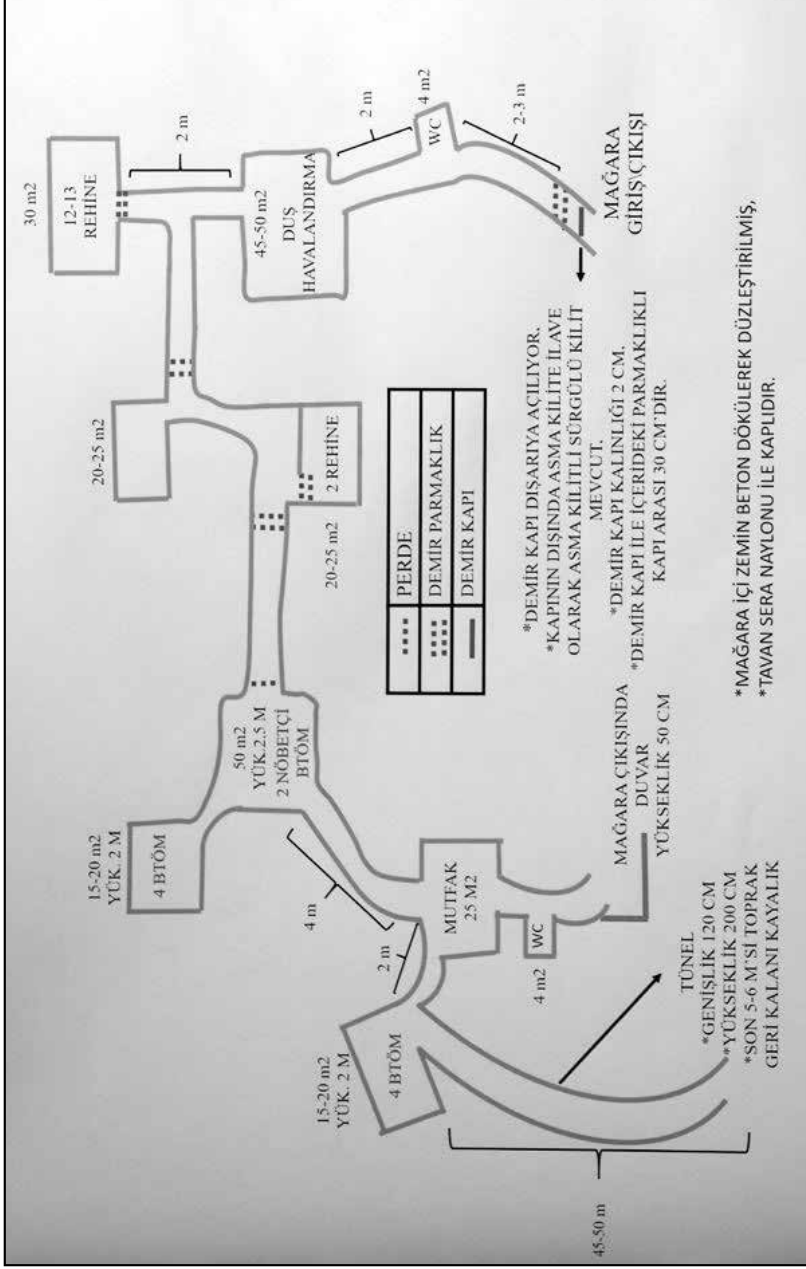 30 m2
12-13
REHİNE
2 m
45-50 m2
DUŞ
HAVALANDIRMA
2 m
4 m2
WC
2-3 m
MAĞARA
GİRİŞ\ÇIKIŞI
20-25 m2
2 REHİNE
20-25 m2
50 m2
YÜK.2.5 M
2 NÖBETÇİ
BTÖM
15-20 m2
YÜK. 2 M
4 BTÖM
4 m
2 m
MUTFAK
25 M2
WC
4 m2
15-20 m2
YÜK. 2 M
4 BTÖM
45-50 m
PERDE
DEMİR PARMAKLIK
DEMİR KAPI
*DEMİR KAPI DIŞARIYA AÇILIYOR.
*KAPININ DIŞINDA ASMA KİLİTE İLAVE
OLARAK ASMA KİLİTLİ SÜRGÜLÜ KİLİT
MEVCUT.
*DEMİR KAPI KALINLIĞI 2 CM.
*DEMİR KAPI İLE İÇERİDEKİ PARMAKLIKLI
KAPI ARASI 30 CM'DİR.
MAĞARA ÇIKIŞINDA
DUVAR
YÜKSEKLİK 50 CM
TÜNEL
*GENİŞLİK 120 CM
*YÜKSEKLİK 200 CM
*SON 5-6 M'Sİ TOPRAK
GERİ KALANI KAYALIK
*MAĞARA İÇİ ZEMİN BETON DÖKÜLEREK DÜZLEŞTİRİLMİŞ,
*TAVAN SERA NAYLONU İLE KAPLIDIR.